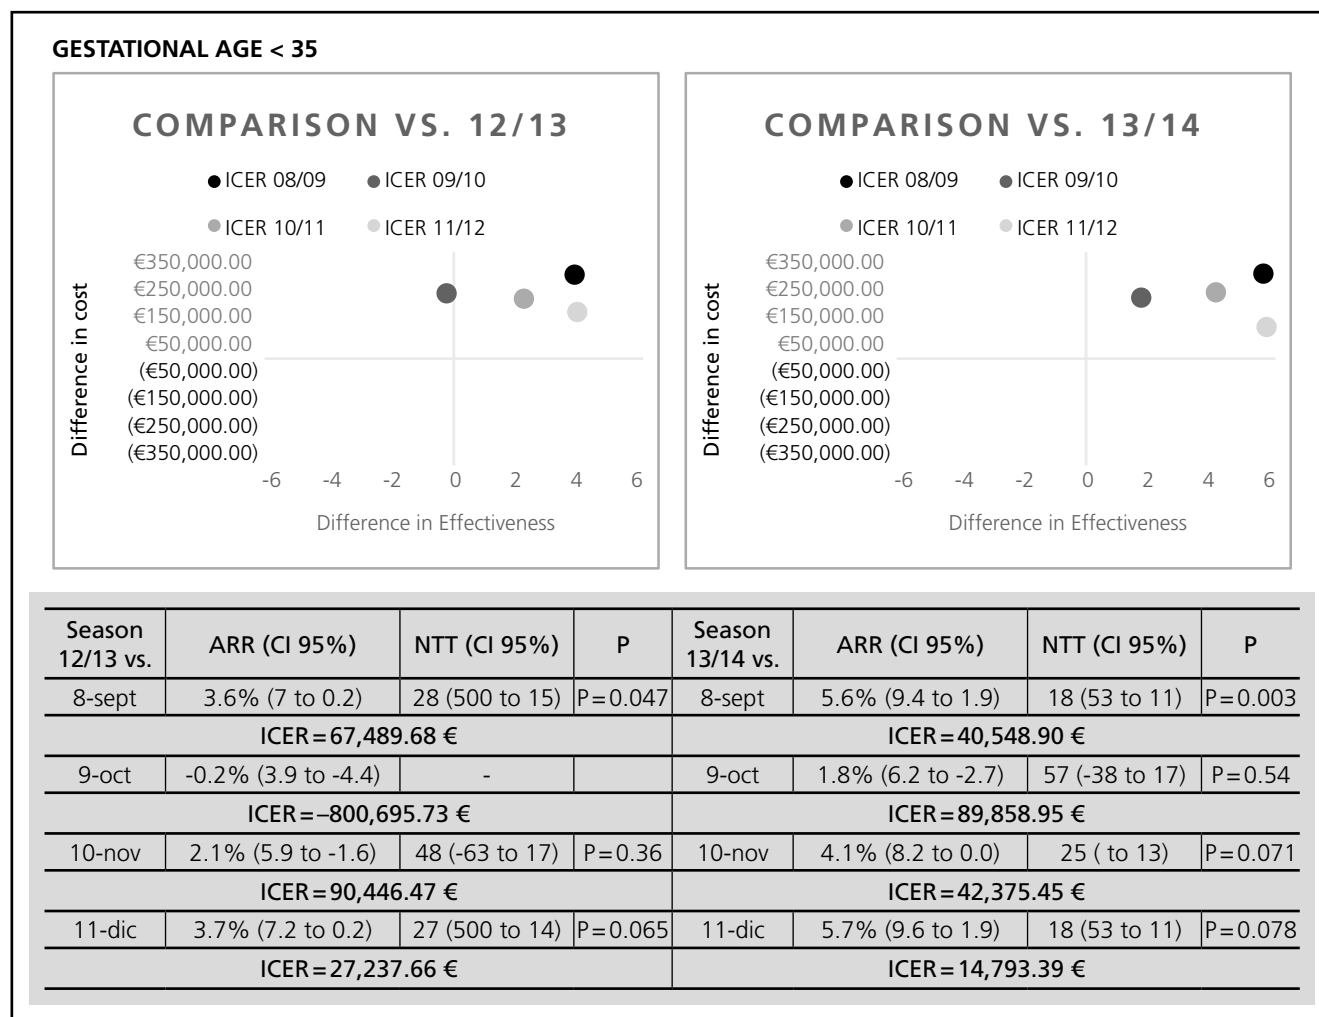 GESTATIONAL AGE < 35
COMPARISON VS. 12/13
ICER 08/09 ICER 09/10
ICER 10/11 ICER 11/12
Difference in cost
€350,000.00
€250,000.00
€150,000.00
€50,000.00
(€50,000.00)
(€150,000.00)
(€250,000.00)
(€350,000.00)
-6 -4 -2 0 2 4 6
Difference in Effectiveness
COMPARISON VS. 13/14
ICER 08/09 ICER 09/10
ICER 10/11 ICER 11/12
Difference in cost
€350,000.00
€250,000.00
€150,000.00
€50,000.00
(€50,000.00)
(€150,000.00)
(€250,000.00)
(€350,000.00)
-6 -4 -2 0 2 4 6
Difference in Effectiveness
Season 12/13 vs. ARR (CI 95%) NTT (CI 95%) P Season 13/14 vs. ARR (CI 95%) NTT (CI 95%) P
8-sept 3.6% (7 to 0.2) 28 (500 to 15) P=0.047 8-sept 5.6% (9.4 to 1.9) 18 (53 to 11) P=0.003
ICER=67,489.68 € ICER=40,548.90 €
9-oct -0.2% (3.9 to -4.4) - 9-oct 1.8% (6.2 to -2.7) 57 (-38 to 17) P=0.54
ICER=–800,695.73 € ICER=89,858.95 €
10-nov 2.1% (5.9 to -1.6) 48 (-63 to 17) P=0.36 10-nov 4.1% (8.2 to 0.0) 25 ( to 13) P=0.071
ICER=90,446.47 € ICER=42,375.45 €
11-dic 3.7% (7.2 to 0.2) 27 (500 to 14) P=0.065 11-dic 5.7% (9.6 to 1.9) 18 (53 to 11) P=0.078
ICER=27,237.66 € ICER=14,793.39 €